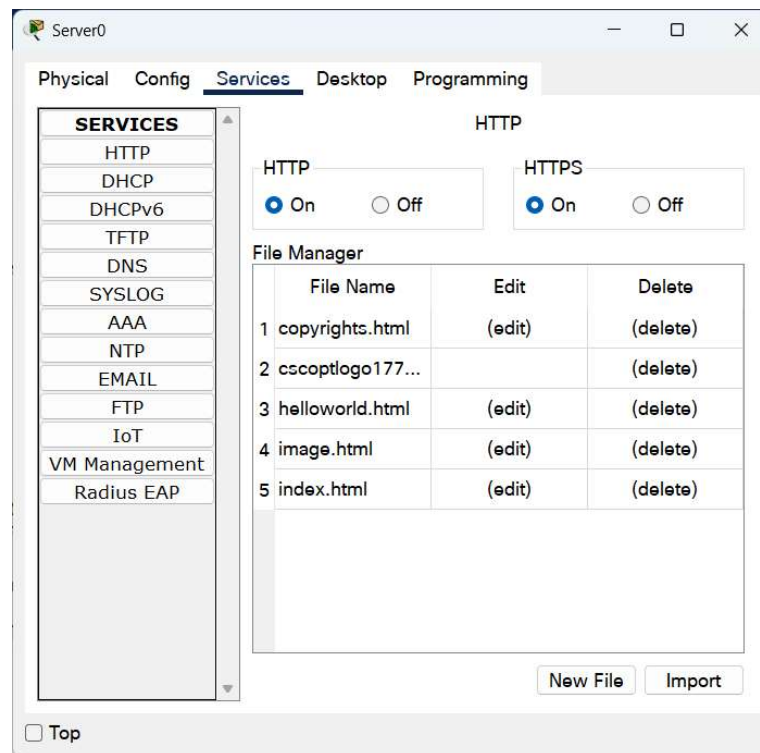 Server0
Physical Config Services Desktop Programming
SERVICES
HTTP
DHCP
DHCPv6
TFTP
DNS
SYSLOG
AAA
NTP
EMAIL
FTP
IoT
VM Management
Radius EAP
HTTP
HTTP
On Off
HTTPS
On Off
File Manager
File Name Edit Delete
1 copyrights.html (edit) (delete)
2 cscoptlogo177... (delete)
3 helloworld.html (edit) (delete)
4 image.html (edit) (delete)
5 index.html (edit) (delete)
New File Import
Top